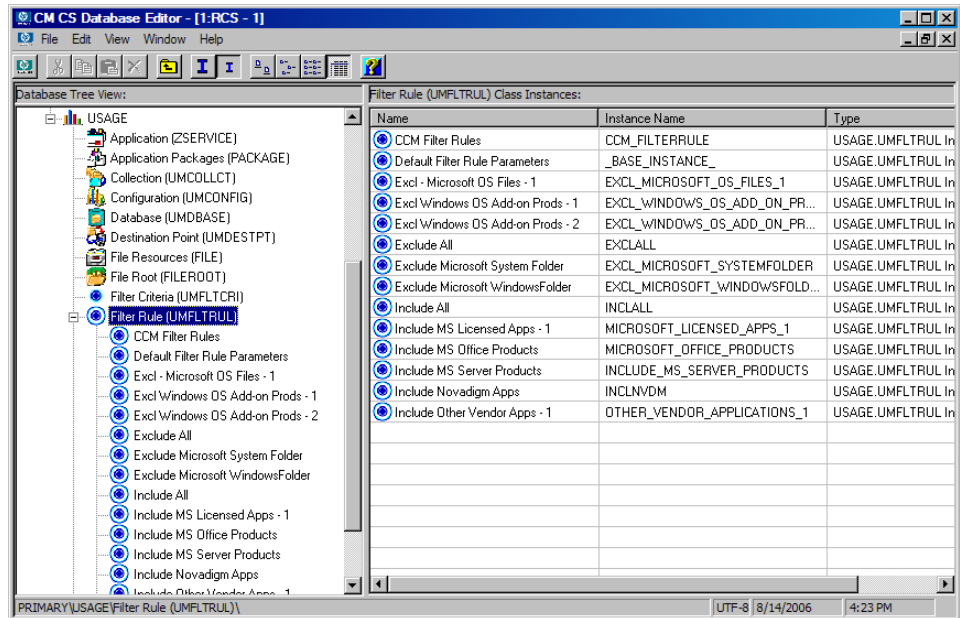 CM CS Database Editor - [1:RCS - 1]
File Edit View Window Help
Database Tree View:
USAGE
Application (ZSERVICE)
Application Packages (PACKAGE)
Collection (UMCOLLCT)
Configuration (UMCONFIG)
Database (UMDBASE)
Destination Point (UMDESTPT)
File Resources (FILE)
File Root (FILEROOT)
Filter Criteria (UMFLTCRI)
Filter Rule (UMFLTRUL)
CCM Filter Rules
Default Filter Rule Parameters
Excl - Microsoft OS Files - 1
Excl Windows OS Add-on Prods - 1
Excl Windows OS Add-on Prods - 2
Exclude All
Exclude Microsoft System Folder
Exclude Microsoft WindowsFolder
Include All
Include MS Licensed Apps - 1
Include MS Office Products
Include MS Server Products
Include Novadigm Apps
Include Other Vendor Apps - 1
Filter Rule (UMFLTRUL) Class Instances:
Name Instance Name Type
CCM Filter Rules CCM_FILTERRULE USAGE.UMFLTRUL In
Default Filter Rule Parameters _BASE_INSTANCE_ USAGE.UMFLTRUL In
Excl - Microsoft OS Files - 1 EXCL_MICROSOFT_OS_FILES_1 USAGE.UMFLTRUL In
Excl Windows OS Add-on Prods - 1 EXCL_WINDOWS_OS_ADD_ON_PR... USAGE.UMFLTRUL In
Excl Windows OS Add-on Prods - 2 EXCL_WINDOWS_OS_ADD_ON_PR... USAGE.UMFLTRUL In
Exclude All EXCLALL USAGE.UMFLTRUL In
Exclude Microsoft System Folder EXCL_MICROSOFT_SYSTEMFOLDER USAGE.UMFLTRUL In
Exclude Microsoft WindowsFolder EXCL_MICROSOFT_WINDOWSFOLD... USAGE.UMFLTRUL In
Include All INCLALL USAGE.UMFLTRUL In
Include MS Licensed Apps - 1 MICROSOFT_LICENSED_APPS_1 USAGE.UMFLTRUL In
Include MS Office Products MICROSOFT_OFFICE_PRODUCTS USAGE.UMFLTRUL In
Include MS Server Products INCLUDE_MS_SERVER_PRODUCTS USAGE.UMFLTRUL In
Include Novadigm Apps INCLNVDM USAGE.UMFLTRUL In
Include Other Vendor Apps - 1 OTHER_VENDOR_APPLICATIONS_1 USAGE.UMFLTRUL In
PRIMARY\USAGE\Filter Rule (UMFLTRUL)\ UTF-8 8/14/2006 4:23 PM